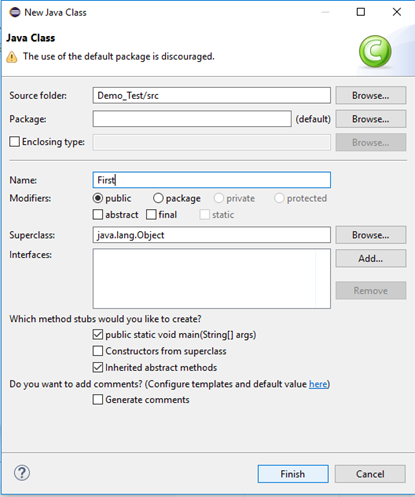 New Java Class
Java Class
The use of the default package is discouraged.
Source folder: Demo_Test/src Browse...
Package: (default) Browse...
Enclosing type: Browse...
Name: First
Modifiers: public package private protected
abstract final static
Superclass: java.lang.Object Browse...
Interfaces: Add...
Remove
Which method stubs would you like to create?
public static void main(String[] args)
Constructors from superclass
Inherited abstract methods
Do you want to add comments? (Configure templates and default value here)
Generate comments
? Finish Cancel